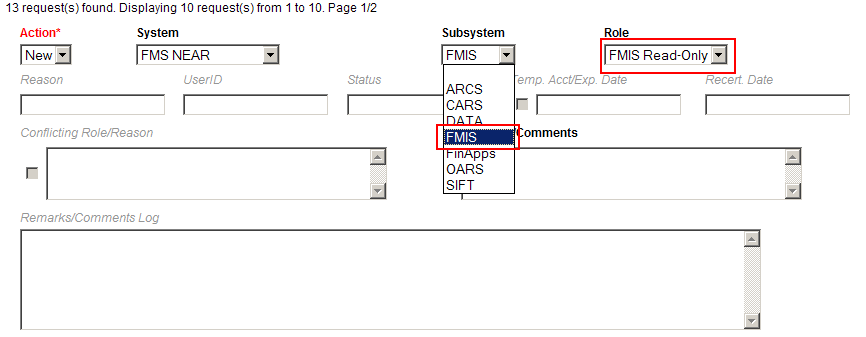 13 request(s) found. Displaying 10 request(s) from 1 to 10. Page 1/2
Action* System Subsystem Role
New FMS NEAR FMIS FMIS Read-Only
Reason UserID Status Temp. Acct/Exp. Date Recert. Date
ARCS
CARS
DATA
Conflicting Role/Reason FMIS /Comments
FinApps
OARS
SIFT
Remarks/Comments Log